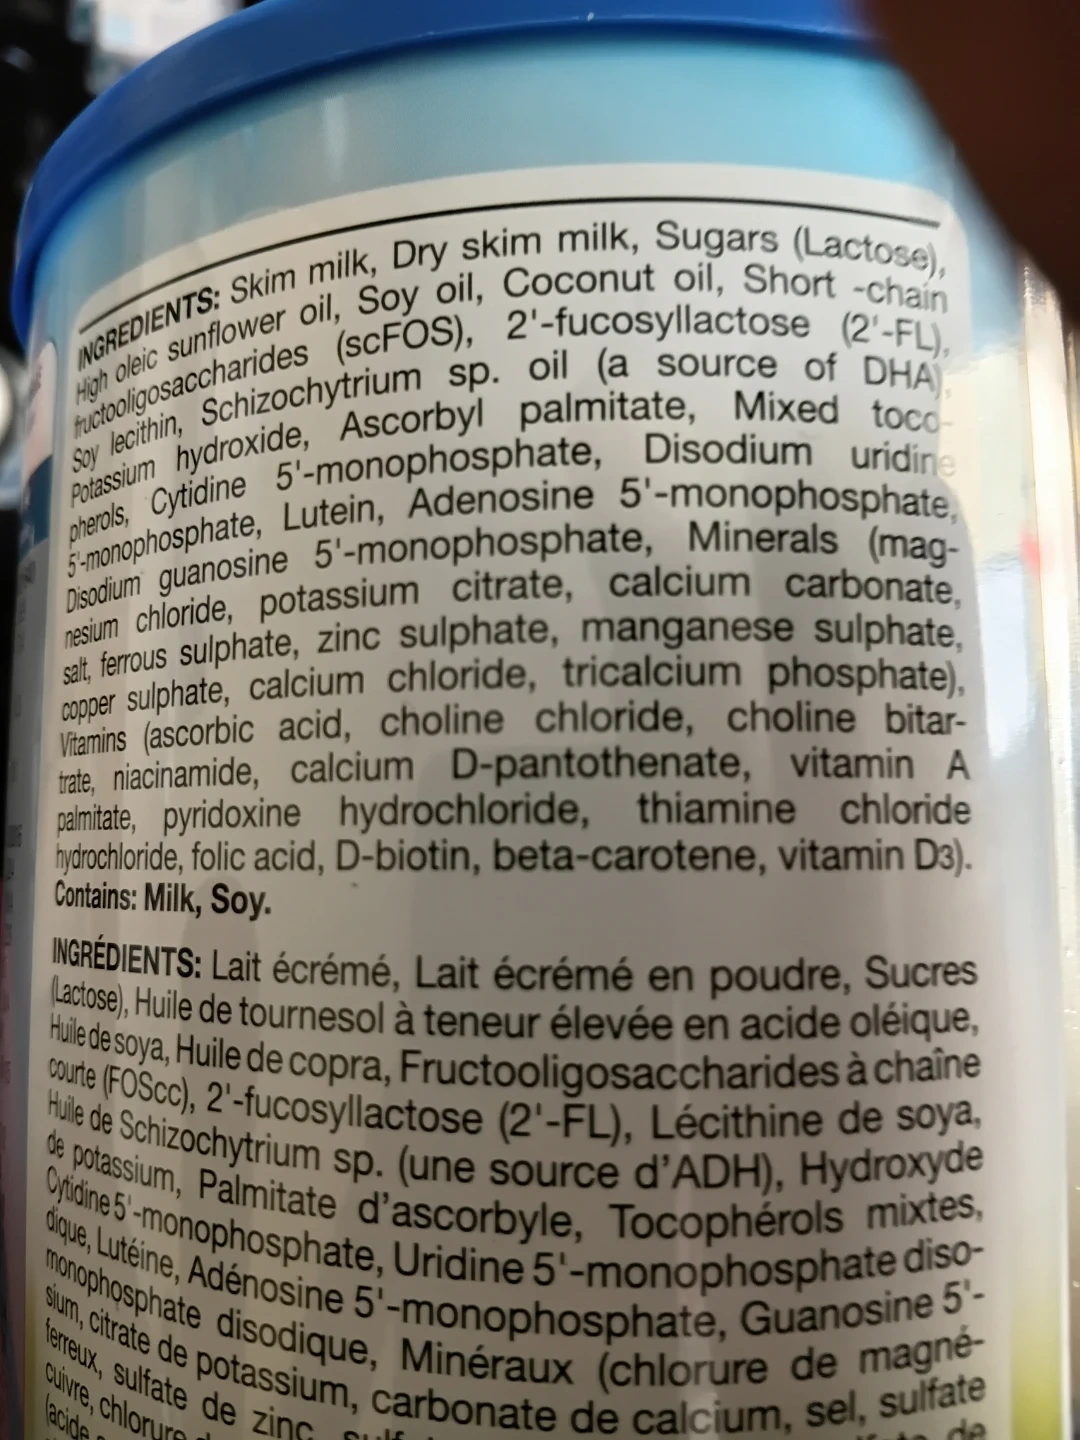 INGREDIENTS: Skim milk, Dry skim milk, Sugars (Lactose),
High oleic sunflower oil, Soy oil, Coconut oil, Short -chain
fructooligosaccharides (scFOS), 2'-fucosyllactose (2'-FL),
Soy lecithin, Schizochytrium sp. oil (a source of DHA),
Potassium hydroxide, Ascorbyl palmitate, Mixed toco-
pherols, Cytidine 5'-monophosphate, Disodium uridine
5'-monophosphate, Lutein, Adenosine 5'-monophosphate,
Disodium guanosine 5'-monophosphate, Minerals (mag-
nesium chloride, potassium citrate, calcium carbonate,
salt, ferrous sulphate, zinc sulphate, manganese sulphate,
copper sulphate, calcium chloride, tricalcium phosphate),
Vitamins (ascorbic acid, choline chloride, choline bitar-
trate, niacinamide, calcium D-pantothenate, vitamin A
palmitate, pyridoxine hydrochloride, thiamine chloride
hydrochloride, folic acid, D-biotin, beta-carotene, vitamin D3).
Contains: Milk, Soy.
INGRÉDIENTS: Lait écrémé, Lait écrémé en poudre, Sucres
(Lactose), Huile de tournesol à teneur élevée en acide oléique,
Huile de soya, Huile de copra, Fructooligosaccharides à chaîne
courte (FOScc), 2'-fucosyllactose (2'-FL), Lécithine de soya,
Huile de Schizochytrium sp. (une source d'ADH), Hydroxyde
de potassium, Palmitate d'ascorbyle, Tocophérols mixtes,
Cytidine 5'-monophosphate, Uridine 5'-monophosphate diso-
dique, Lutéine, Adénosine 5'-monophosphate, Guanosine 5'-
monophosphate disodique, Minéraux (chlorure de magné-
sium, citrate de potassium, carbonate de calcium, sel, sulfate
ferreux, sulfate de zinc, de
cuivre, chlorure
(acide